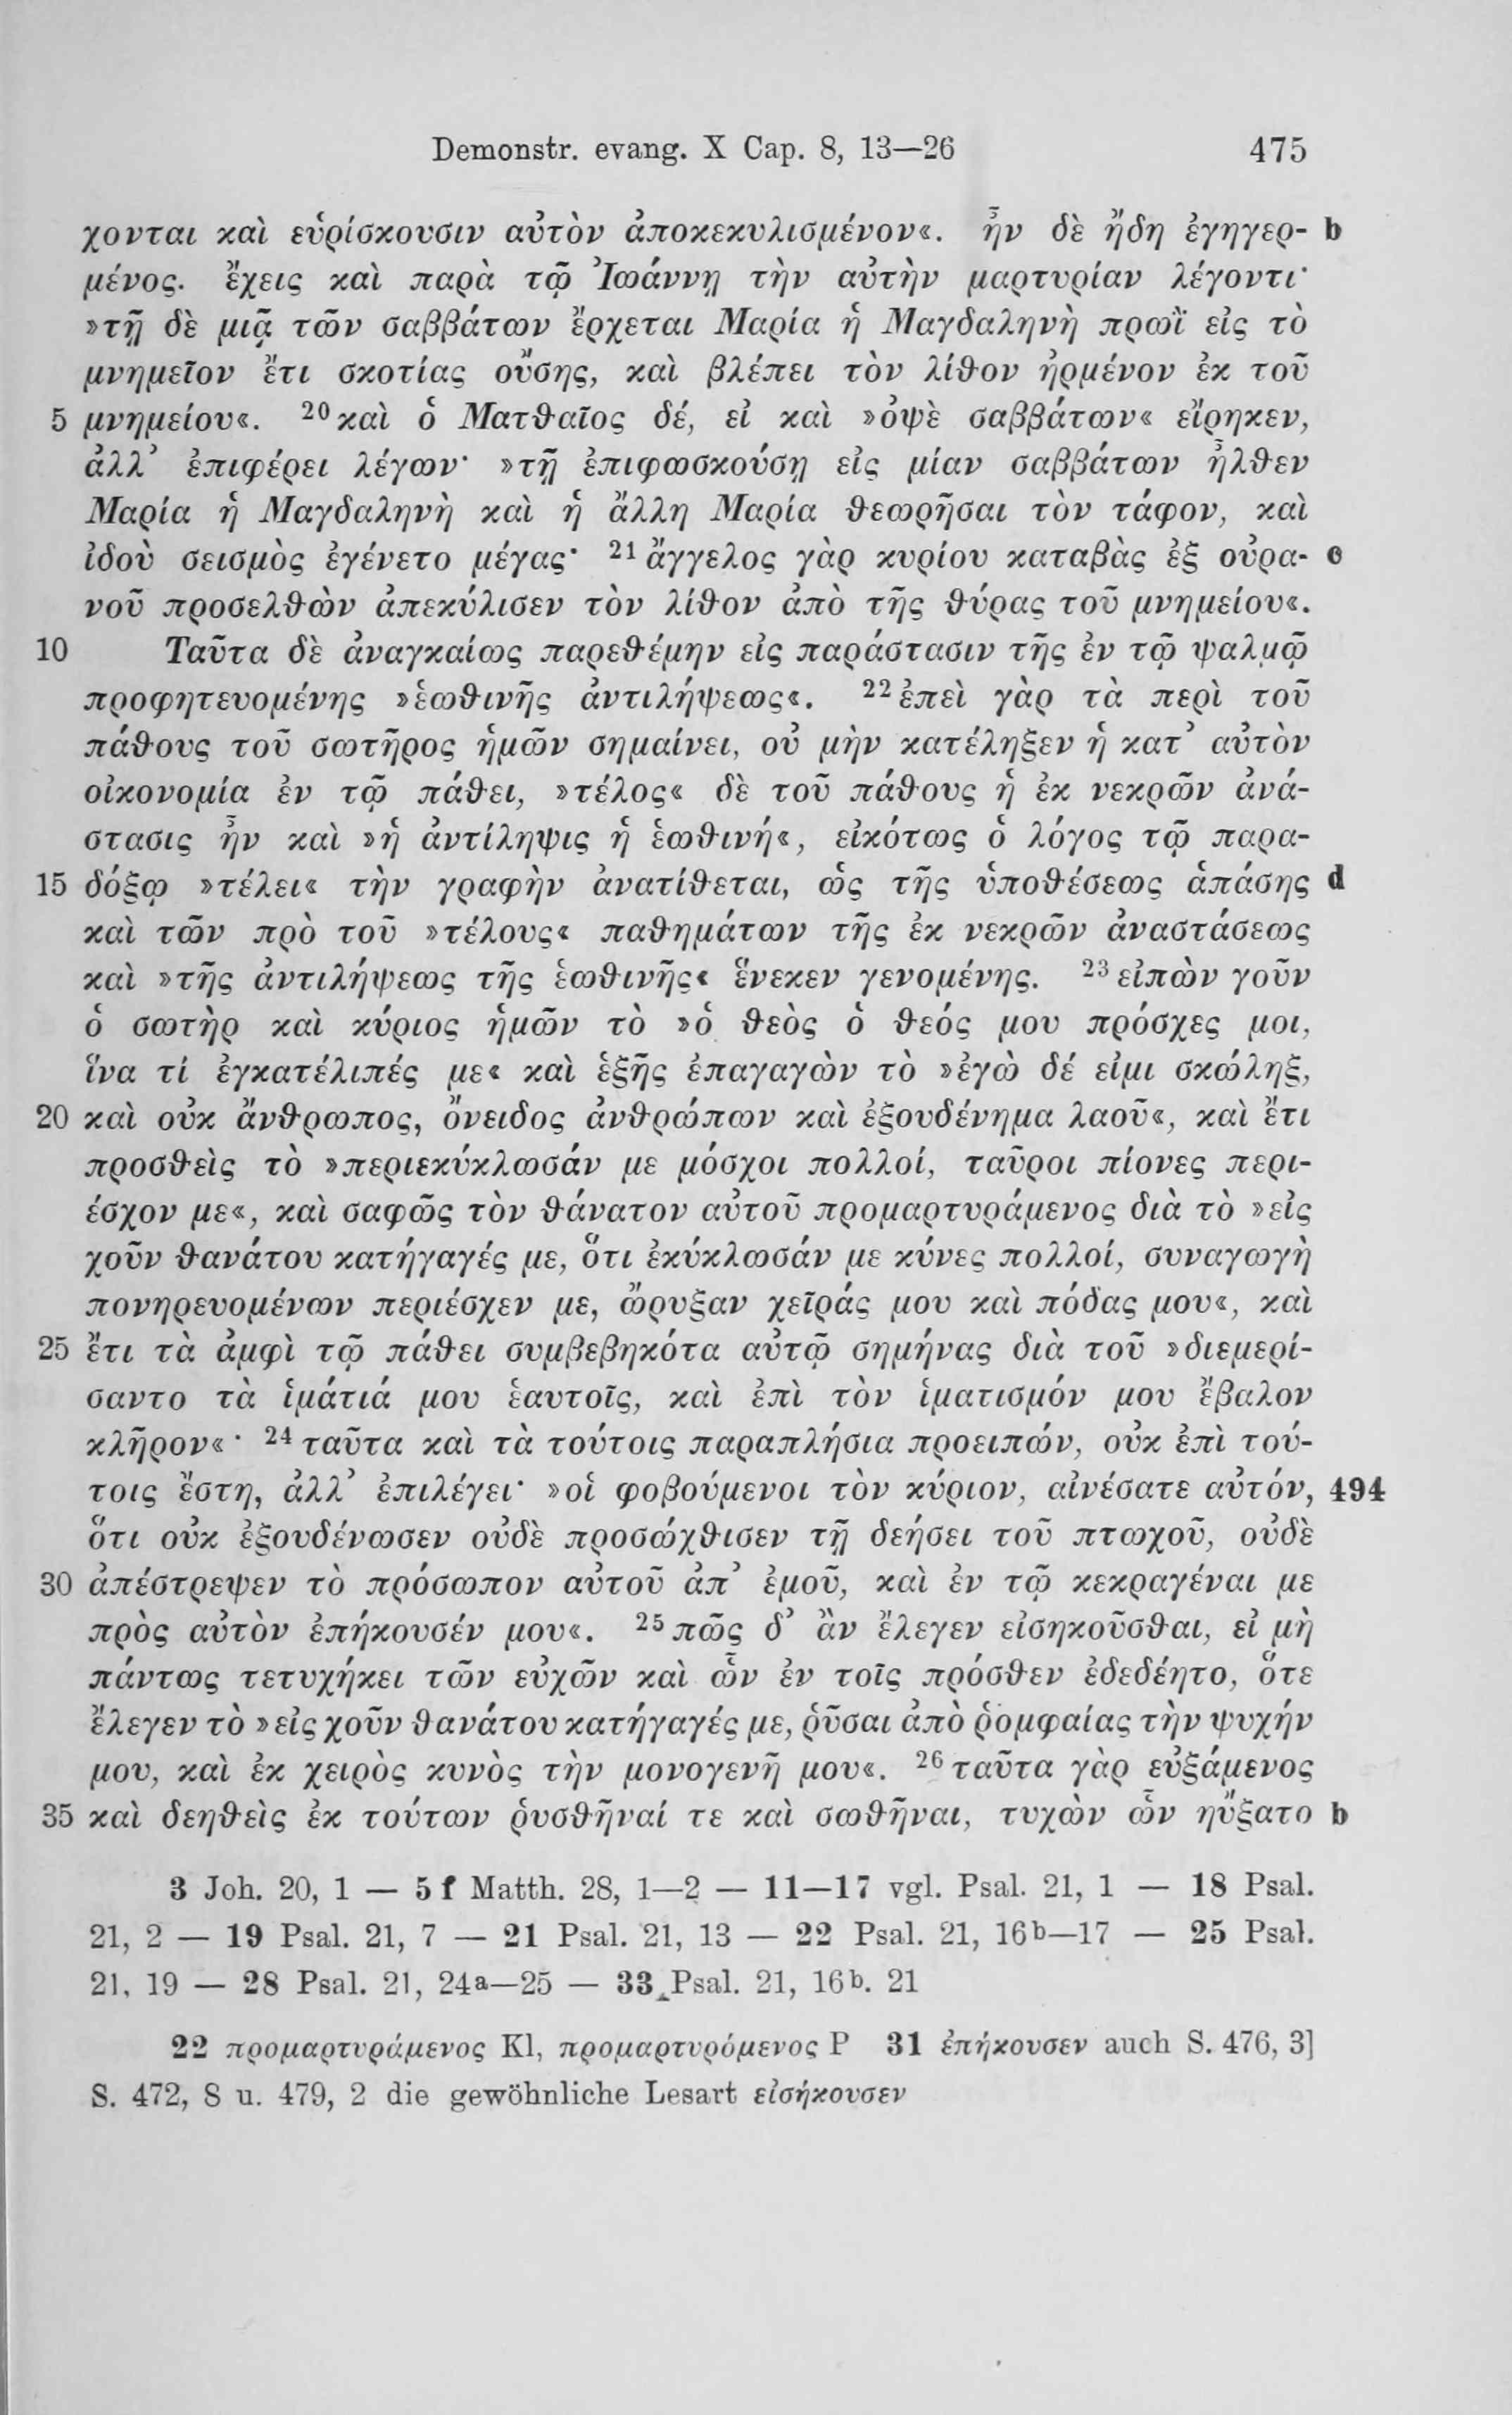 Demonstr. evang. X Cap. 8, 13—26 475
χονται καὶ εὑρίσκουσιν αὐτὸν ἀποκεκυλισμένον«. ἦν δὲ ἤδη ἐγηγερ- b
μένος. ἔχεις καὶ παρὰ τῷ Ἰωάννῃ τὴν αὐτὴν μαρτυρίαν λέγοντι·
»τῇ δὲ μιᾷ τῶν σαββάτων ἔρχεται Μαρία ἡ Μαγδαληνὴ πρωῒ εἰς τὸ
μνημεῖον ἔτι σκοτίας οὔσης, καὶ βλέπει τὸν λίθον ἠρμένον ἐκ τοῦ
5 μνημείου«. ²⁰ καὶ ὁ Ματθαῖος δέ, εἰ καὶ »ὀψὲ σαββάτων« εἴρηκεν,
ἀλλ᾽ ἐπιφέρει λέγων· »τῇ ἐπιφωσκούσῃ εἰς μίαν σαββάτων ἦλθεν
Μαρία ἡ Μαγδαληνὴ καὶ ἡ ἄλλη Μαρία θεωρῆσαι τὸν τάφον, καὶ
ἰδοὺ σεισμὸς ἐγένετο μέγας· ²¹ ἄγγελος γὰρ κυρίου καταβὰς ἐξ οὐρα- c
νοῦ προσελθὼν ἀπεκύλισεν τὸν λίθον ἀπὸ τῆς θύρας τοῦ μνημείου«.
10 Ταῦτα δὲ ἀναγκαίως παρεθέμην εἰς παράστασιν τῆς ἐν τῷ ψαλμῷ
προφητευομένης »ἑωθινῆς ἀντιλήψεως«. ²² ἐπεὶ γὰρ τὰ περὶ τοῦ
πάθους τοῦ σωτῆρος ἡμῶν σημαίνει, οὐ μὴν κατέληξεν ἡ κατ᾽ αὐτὸν
οἰκονομία ἐν τῷ πάθει, »τέλος« δὲ τοῦ πάθους ἡ ἐκ νεκρῶν ἀνά-
στασις ἦν καὶ »ἡ ἀντίληψις ἡ ἑωθινή«, εἰκότως ὁ λόγος τῷ παρα-
15 δόξῳ »τέλει« τὴν γραφὴν ἀνατίθεται, ὡς τῆς ὑποθέσεως ἁπάσης d
καὶ τῶν πρὸ τοῦ »τέλους« παθημάτων τῆς ἐκ νεκρῶν ἀναστάσεως
καὶ »τῆς ἀντιλήψεως τῆς ἑωθινῆς« ἕνεκεν γενομένης. ²³ εἰπὼν γοῦν
ὁ σωτὴρ καὶ κύριος ἡμῶν τὸ »ὁ θεὸς ὁ θεός μου πρόσχες μοι,
ἵνα τί ἐγκατέλιπές με« καὶ ἑξῆς ἐπαγαγὼν τὸ »ἐγὼ δέ εἰμι σκώληξ,
20 καὶ οὐκ ἄνθρωπος, ὄνειδος ἀνθρώπων καὶ ἐξουδένημα λαοῦ«, καὶ ἔτι
προσθεὶς τὸ »περιεκύκλωσάν με μόσχοι πολλοί, ταῦροι πίονες περι-
έσχον με«, καὶ σαφῶς τὸν θάνατον αὐτοῦ προμαρτυράμενος διὰ τὸ »εἰς
χοῦν θανάτου κατήγαγές με, ὅτι ἐκύκλωσάν με κύνες πολλοί, συναγωγὴ
πονηρευομένων περιέσχεν με, ὤρυξαν χεῖράς μου καὶ πόδας μου«, καὶ
25 ἔτι τὰ ἀμφὶ τῷ πάθει συμβεβηκότα αὐτῷ σημήνας διὰ τοῦ »διεμερί-
σαντο τὰ ἱμάτιά μου ἑαυτοῖς, καὶ ἐπὶ τὸν ἱματισμόν μου ἔβαλον
κλῆρον«· ²⁴ ταῦτα καὶ τὰ τούτοις παραπλήσια προειπών, οὐκ ἐπὶ τού-
τοις ἔστη, ἀλλ᾽ ἐπιλέγει· »οἱ φοβούμενοι τὸν κύριον, αἰνέσατε αὐτόν, 494
ὅτι οὐκ ἐξουδένωσεν οὐδὲ προσώχθισεν τῇ δεήσει τοῦ πτωχοῦ, οὐδὲ
30 ἀπέστρεψεν τὸ πρόσωπον αὐτοῦ ἀπ᾽ ἐμοῦ, καὶ ἐν τῷ κεκραγέναι με
πρὸς αὐτὸν ἐπήκουσέν μου«. ²⁵ πῶς δ᾽ ἂν ἔλεγεν εἰσηκοῦσθαι, εἰ μὴ
πάντως τετυχήκει τῶν εὐχῶν καὶ ὧν ἐν τοῖς πρόσθεν ἐδεδέητο, ὅτε
ἔλεγεν τὸ »εἰς χοῦν θανάτου κατήγαγές με, ῥῦσαι ἀπὸ ῥομφαίας τὴν ψυχήν
μου, καὶ ἐκ χειρὸς κυνὸς τὴν μονογενῆ μου«. ²⁶ ταῦτα γὰρ εὐξάμενος
35 καὶ δεηθεὶς ἐκ τούτων ῥυσθῆναί τε καὶ σωθῆναι, τυχὼν ὧν ηὔξατο b
3 Joh. 20, 1 — 5 f Matth. 28, 1—2 — 11—17 vgl. Psal. 21, 1 — 18 Psal.
21, 2 — 19 Psal. 21, 7 — 21 Psal. 21, 13 — 22 Psal. 21, 16ᵇ—17 — 25 Psal.
21, 19 — 28 Psal. 21, 24ᵃ—25 — 33 Psal. 21, 16ᵇ. 21
22 προμαρτυράμενος Kl, προμαρτυρόμενος P 31 ἐπήκουσεν auch S. 476, 3]
S. 472, 8 u. 479, 2 die gewöhnliche Lesart εἰσήκουσεν